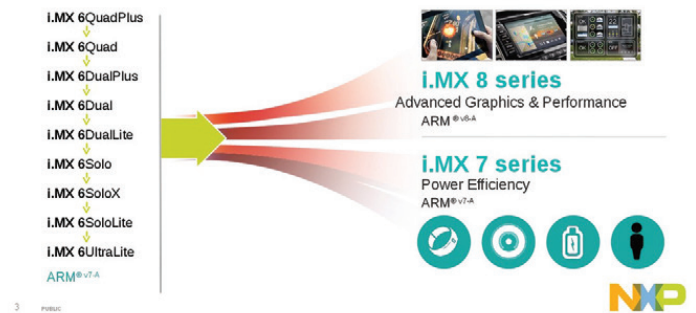 i.MX 6QuadPlus
i.MX 6Quad
i.MX 6DualPlus
i.MX 6Dual
i.MX 6DualLite
i.MX 6Solo
i.MX 6SoloX
i.MX 6SoloLite
i.MX 6UltraLite
ARM® v7-A
i.MX 8 series
Advanced Graphics & Performance
ARM® v8-A
i.MX 7 series
Power Efficiency
ARM® v7-A
3 PUBLIC
NXP